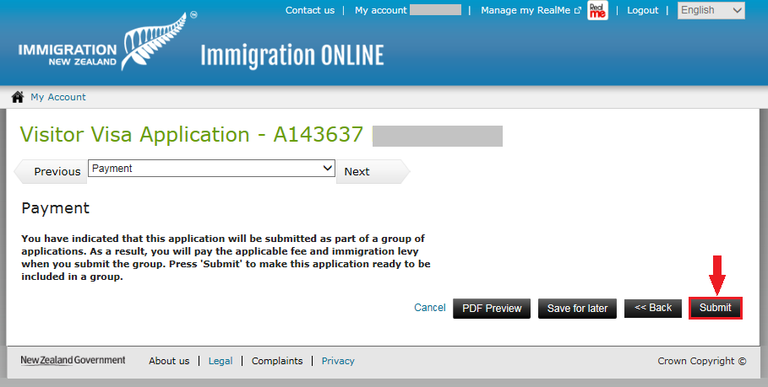 Contact us | My account | Manage my RealMe | Real me | Logout | English
IMMIGRATION
NEW ZEALAND
TM
Immigration ONLINE
My Account
Visitor Visa Application - A143637
Previous Payment Next
Payment
You have indicated that this application will be submitted as part of a group of
applications. As a result, you will pay the applicable fee and immigration levy
when you submit the group. Press 'Submit' to make this application ready to be
included in a group.
Cancel PDF Preview Save for later << Back Submit
New Zealand Government About us | Legal | Complaints | Privacy Crown Copyright ©